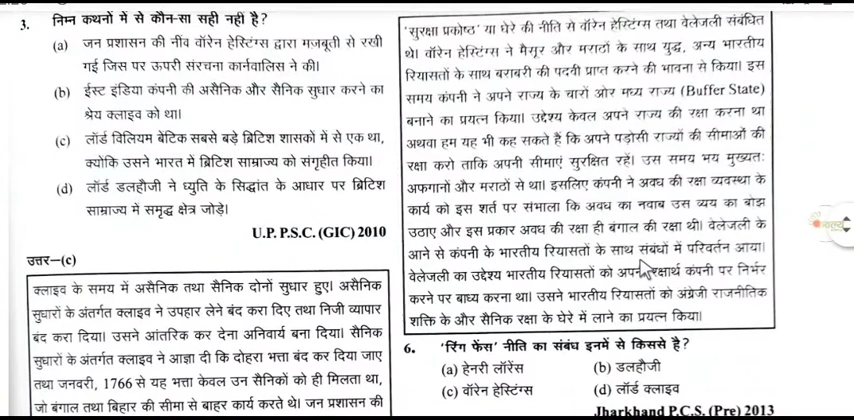 3. निम्न कथनों में से कौन-सा सही नहीं है?
(a) जन प्रशासन की नींव वॉरेन हेस्टिंग्स द्वारा मज़बूती से रखी
गई जिस पर ऊपरी संरचना कार्नवालिस ने की।
(b) ईस्ट इंडिया कंपनी की असैनिक और सैनिक सुधार करने का
श्रेय क्लाइव को था।
(c) लॉर्ड विलियम बेंटिक सबसे बड़े ब्रिटिश शासकों में से एक था,
क्योंकि उसने भारत में ब्रिटिश साम्राज्य को संगृहीत किया।
(d) लॉर्ड डलहौजी ने घ्युति के सिद्धांत के आधार पर ब्रिटिश
साम्राज्य में समृद्ध क्षेत्र जोड़े।
U.P. P.S.C. (GIC) 2010
उत्तर—(c)
क्लाइव के समय में असैनिक तथा सैनिक दोनों सुधार हुए। असैनिक
सुधारों के अंतर्गत क्लाइव ने उपहार लेने बंद करा दिए तथा निजी व्यापार
बंद करा दिया। उसने आंतरिक कर देना अनिवार्य बना दिया। सैनिक
सुधारों के अंतर्गत क्लाइव ने आज्ञा दी कि दोहरा भत्ता बंद कर दिया जाए
तथा जनवरी, 1766 से यह भत्ता केवल उन सैनिकों को ही मिलता था,
जो बंगाल तथा बिहार की सीमा से बाहर कार्य करते थे। जन प्रशासन की
'सुरक्षा प्रकोष्ठ' या घेरे की नीति से वॉरेन हेस्टिंग्स तथा वेलेजली संबंधित
थे। वॉरेन हेस्टिंग्स ने मैसूर और मराठों के साथ युद्ध, अन्य भारतीय
रियासतों के साथ बराबरी की पदवी प्राप्त करने की भावना से किया। इस
समय कंपनी ने अपने राज्य के चारों ओर मध्य राज्य (Buffer State)
बनाने का प्रयत्न किया। उद्देश्य केवल अपने राज्य की रक्षा करना था
अथवा हम यह भी कह सकते हैं कि अपने पड़ोसी राज्यों की सीमाओं की
रक्षा करो ताकि अपनी सीमाएं सुरक्षित रहें। उस समय भय मुख्यतः
अफगानों और मराठों से था। इसलिए कंपनी ने अवध की रक्षा व्यवस्था के
कार्य को इस शर्त पर संभाला कि अवध का नवाब उस व्यय का बोझ
उठाए और इस प्रकार अवध की रक्षा ही बंगाल की रक्षा थी। वेलेजली के
आने से कंपनी के भारतीय रियासतों के साथ संबंधों में परिवर्तन आया।
वेलेजली का उद्देश्य भारतीय रियासतों को कंपनी पर निर्भर
करने पर बाध्य करना था। उसने भारतीय रियासतों को अंग्रेजी राजनीतिक
शक्ति के और सैनिक रक्षा के घेरे में लाने का प्रयत्न किया।
6. 'रिंग फेंस' नीति का संबंध इनमें से किससे है?
(a) हेनरी लॉरेंस (b) डलहौजी
(c) वॉरेन हेस्टिंग्स (d) लॉर्ड क्लाइव
Jharkhand P.C.S. (Pre) 2013